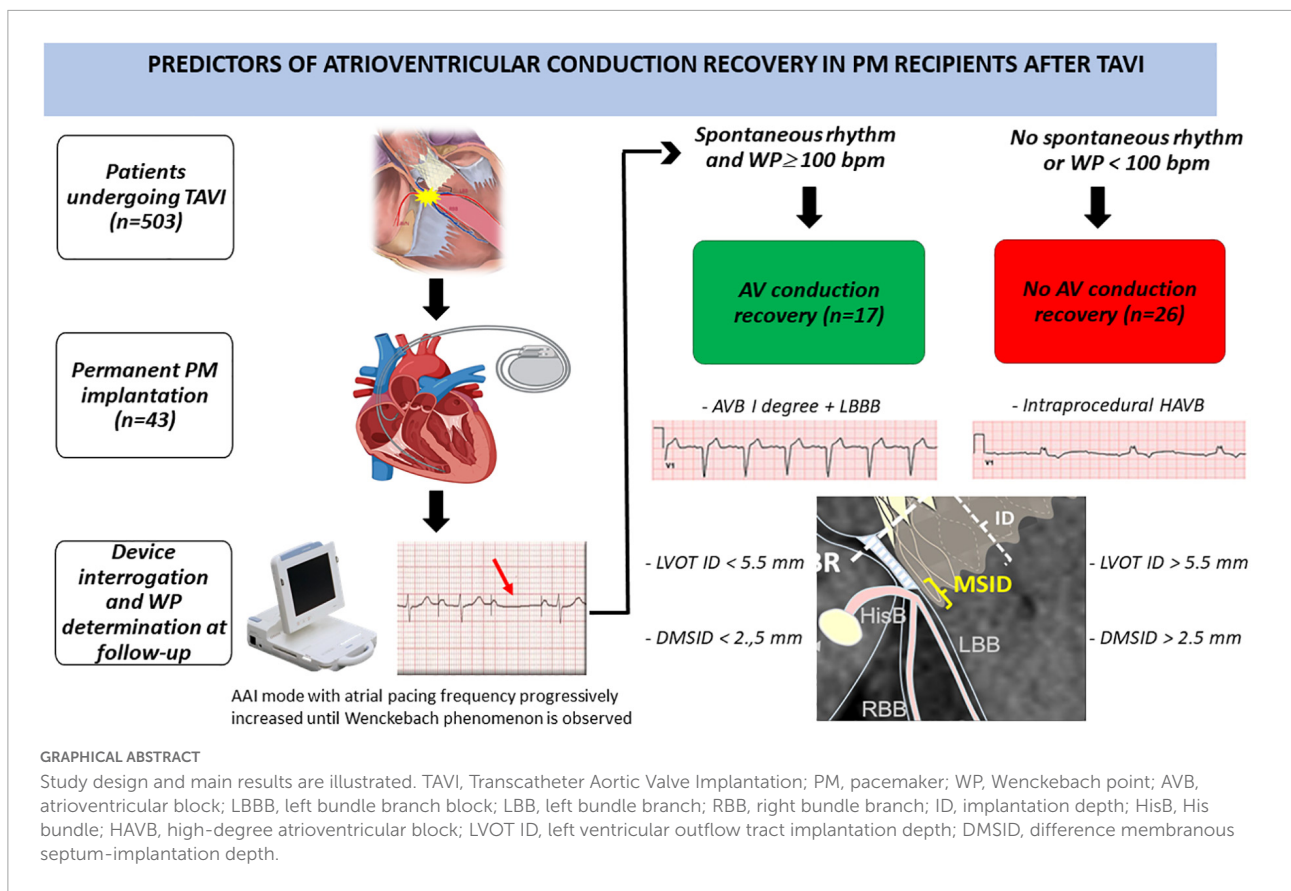 PREDICTORS OF ATRIOVENTRICULAR CONDUCTION RECOVERY IN PM RECIPIENTS AFTER TAVI
Patients
undergoing TAVI
(n=503)
Permanent PM
implantation
(n=43)
Device
interrogation
and WP
determination at
follow-up
AAI mode with atrial pacing frequency progressively
increased until Wenckebach phenomenon is observed
Spontaneous rhythm
and WP≥100 bpm
AV conduction
recovery (n=17)
- AVB I degree + LBBB
V1
- LVOT ID < 5.5 mm
- DMSID < 2.,5 mm
No spontaneous rhythm
or WP < 100 bpm
No AV conduction
recovery (n=26)
- Intraprocedural HAVB
V1
- LVOT ID > 5.5 mm
- DMSID > 2.5 mm
ID
BR
MSID
HisB
LBB
RBB
GRAPHICAL ABSTRACT
Study design and main results are illustrated. TAVI, Transcatheter Aortic Valve Implantation; PM, pacemaker; WP, Wenckebach point; AVB,
atrioventricular block; LBBB, left bundle branch block; LBB, left bundle branch; RBB, right bundle branch; ID, implantation depth; HisB, His
bundle; HAVB, high-degree atrioventricular block; LVOT ID, left ventricular outflow tract implantation depth; DMSID, difference membranous
septum-implantation depth.